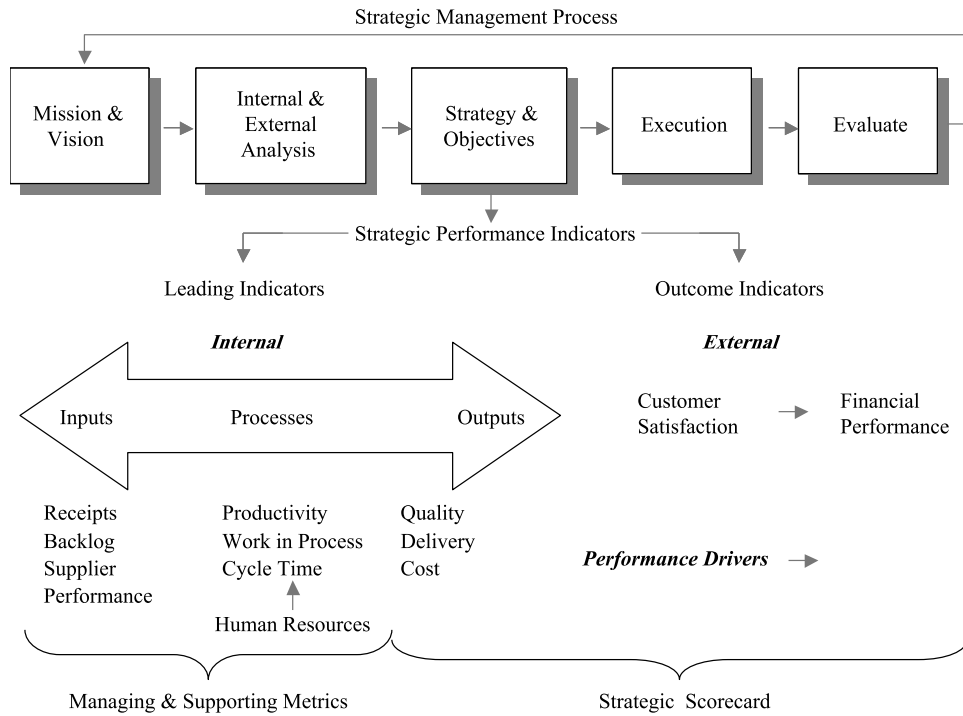 Strategic Management Process
Mission &
Vision
Internal &
External
Analysis
Strategy &
Objectives
Execution
Evaluate
Strategic Performance Indicators
Leading Indicators
Outcome Indicators
Internal
External
Inputs
Processes
Outputs
Customer
Satisfaction
Financial
Performance
Receipts
Backlog
Supplier
Performance
Productivity
Work in Process
Cycle Time
Human Resources
Quality
Delivery
Cost
Performance Drivers
Managing & Supporting Metrics
Strategic Scorecard